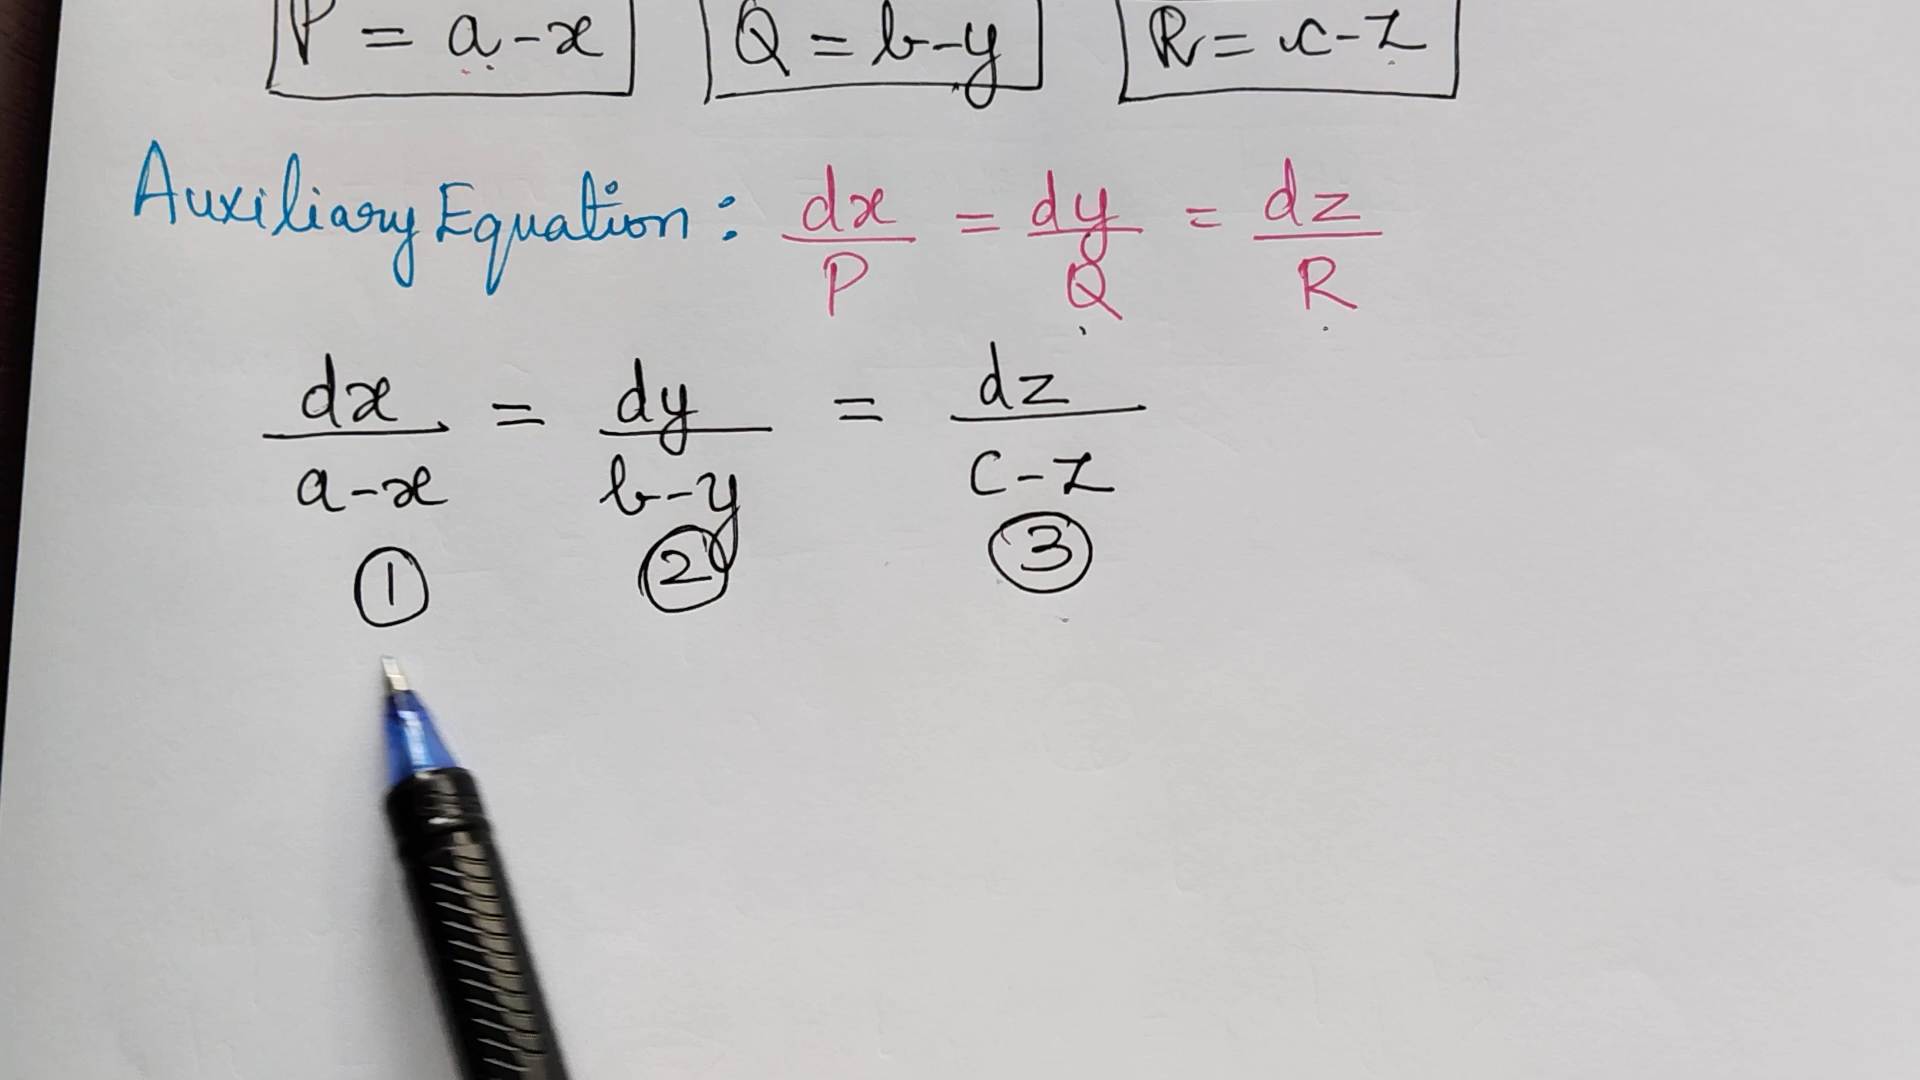 P = a-x Q = b-y R = c-z
Auxiliary Equation : dx/P = dy/Q = dz/R
dx/a-x = dy/b-y = dz/c-z
① ② ③